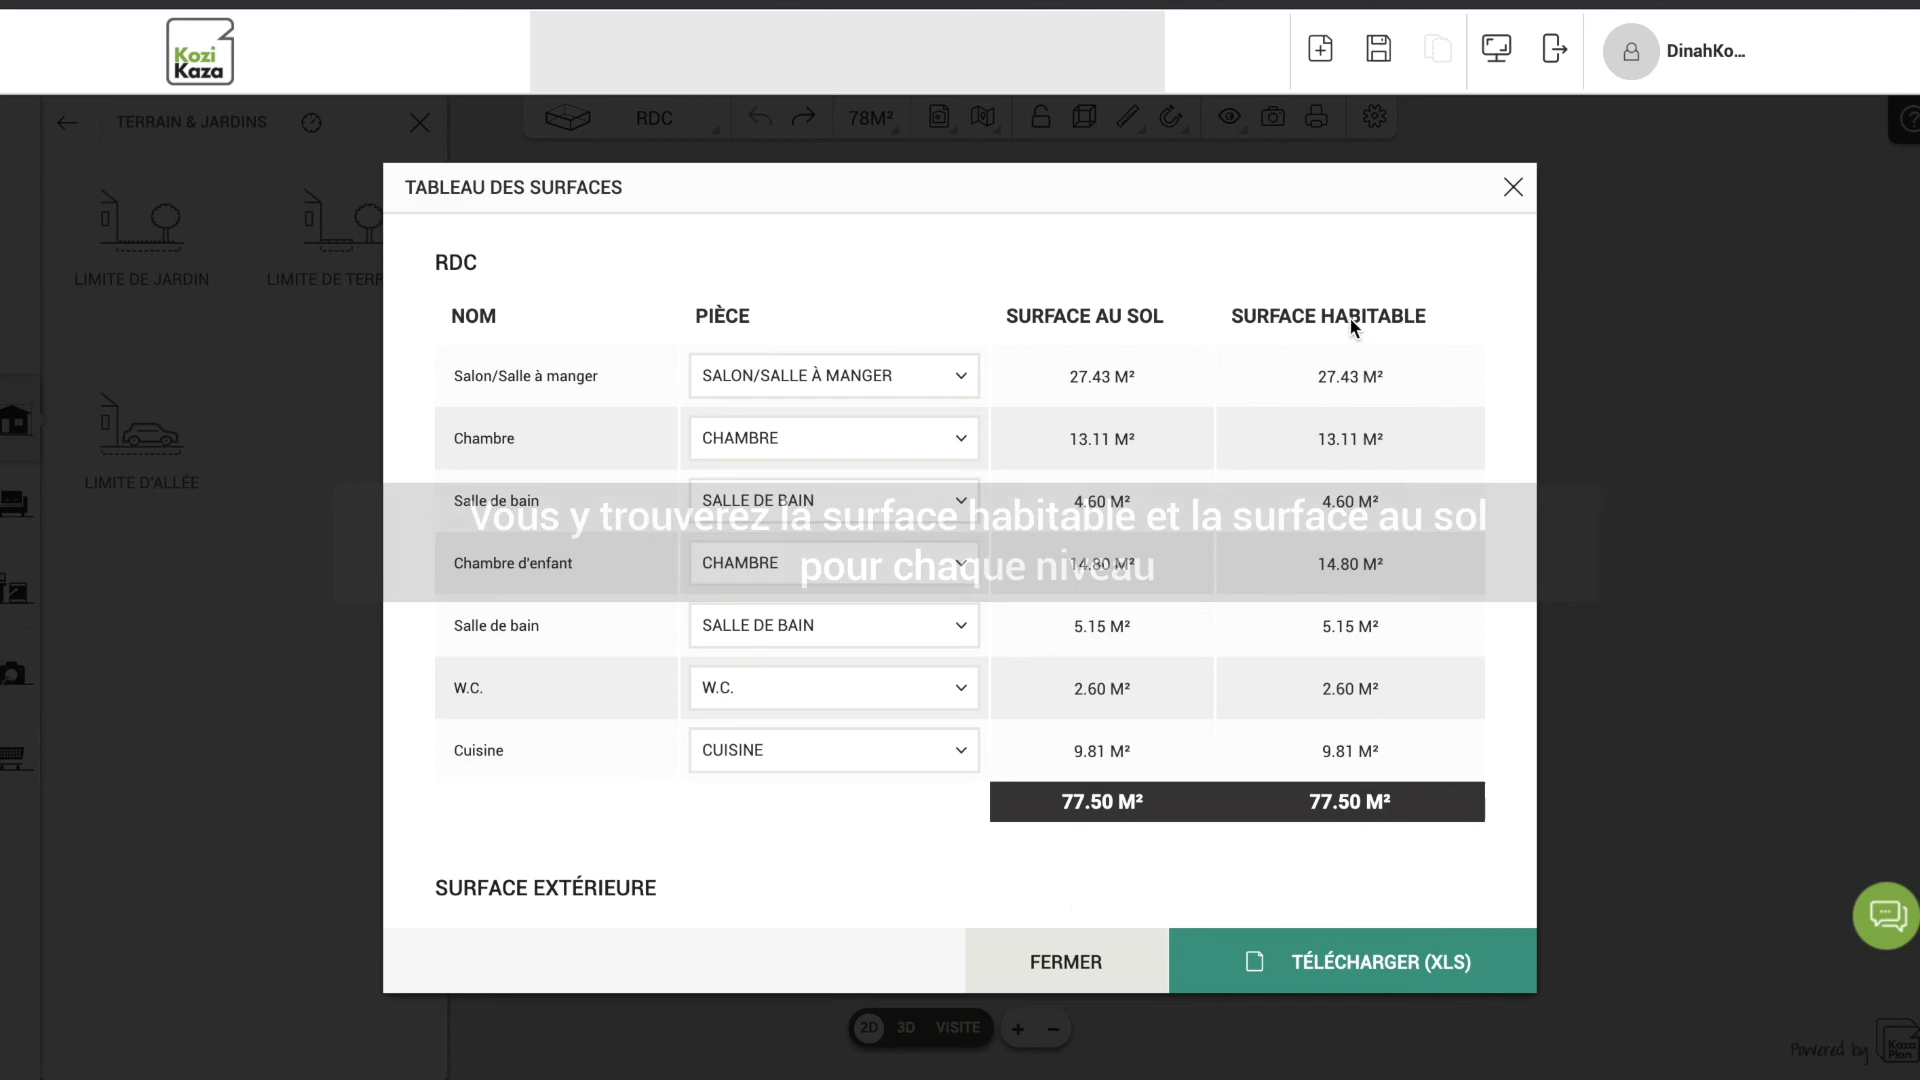 Kozi
Kaza
DinahKo...
TERRAIN & JARDINS
RDC
78M²
LIMITE DE JARDIN
LIMITE DE TERR
LIMITE D'ALLÉE
TABLEAU DES SURFACES
RDC
NOM PIÈCE SURFACE AU SOL SURFACE HABITABLE
Salon/Salle à manger SALON/SALLE À MANGER 27.43 M² 27.43 M²
Chambre CHAMBRE 13.11 M² 13.11 M²
Salle de bain SALLE DE BAIN 4.60 M² 4.60 M²
Vous y trouverez la surface habitable et la surface au sol
Chambre d'enfant CHAMBRE 14.80 M² 14.80 M²
pour chaque niveau
Salle de bain SALLE DE BAIN 5.15 M² 5.15 M²
W.C. W.C. 2.60 M² 2.60 M²
Cuisine CUISINE 9.81 M² 9.81 M²
77.50 M² 77.50 M²
SURFACE EXTÉRIEURE
FERMER TÉLÉCHARGER (XLS)
2D 3D VISITE + −
Powered by Kaza
Plan